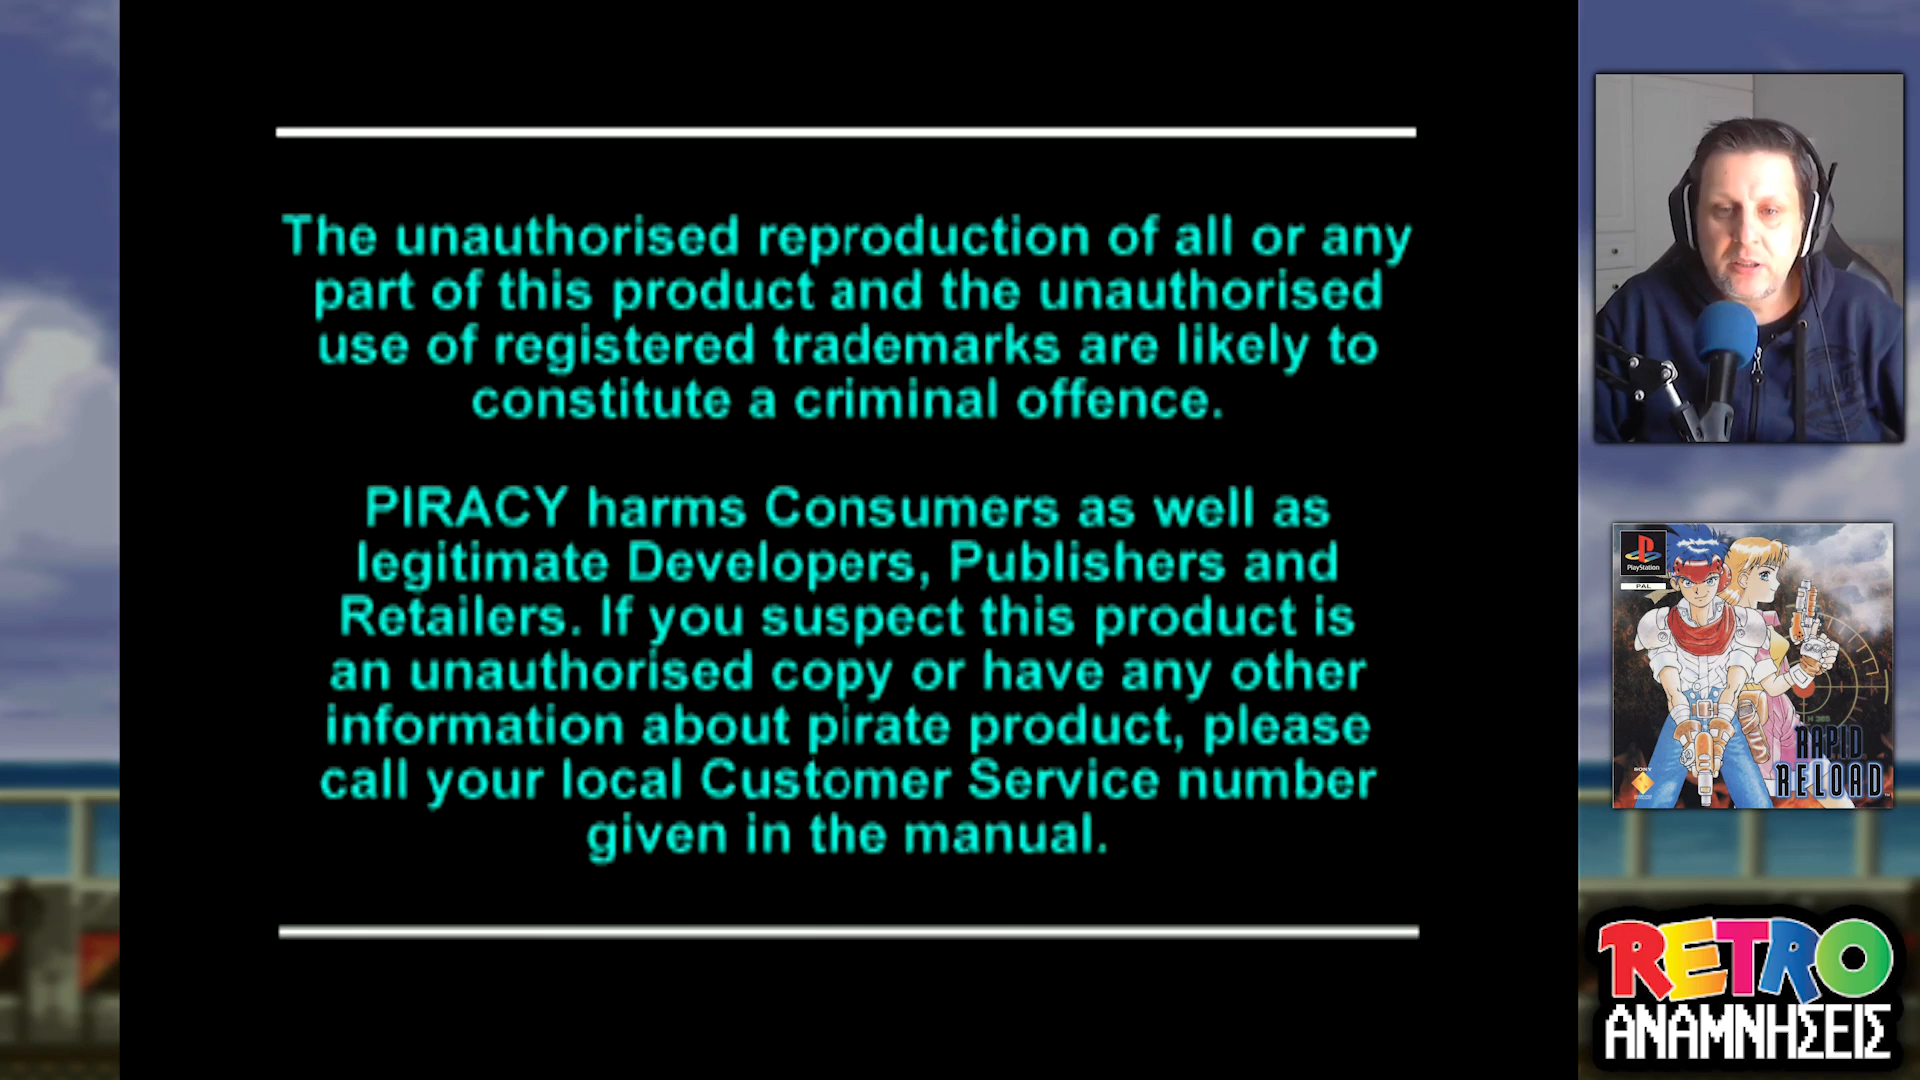 The unauthorised reproduction of all or any
part of this product and the unauthorised
use of registered trademarks are likely to
constitute a criminal offence.
PIRACY harms Consumers as well as
legitimate Developers, Publishers and
Retailers. If you suspect this product is
an unauthorised copy or have any other
information about pirate product, please
call your local Customer Service number
given in the manual.
PlayStation
PAL
RAPID
RELOAD
SONY
RETRO
ΑΝΑΜΝΗΣΕΙΣ